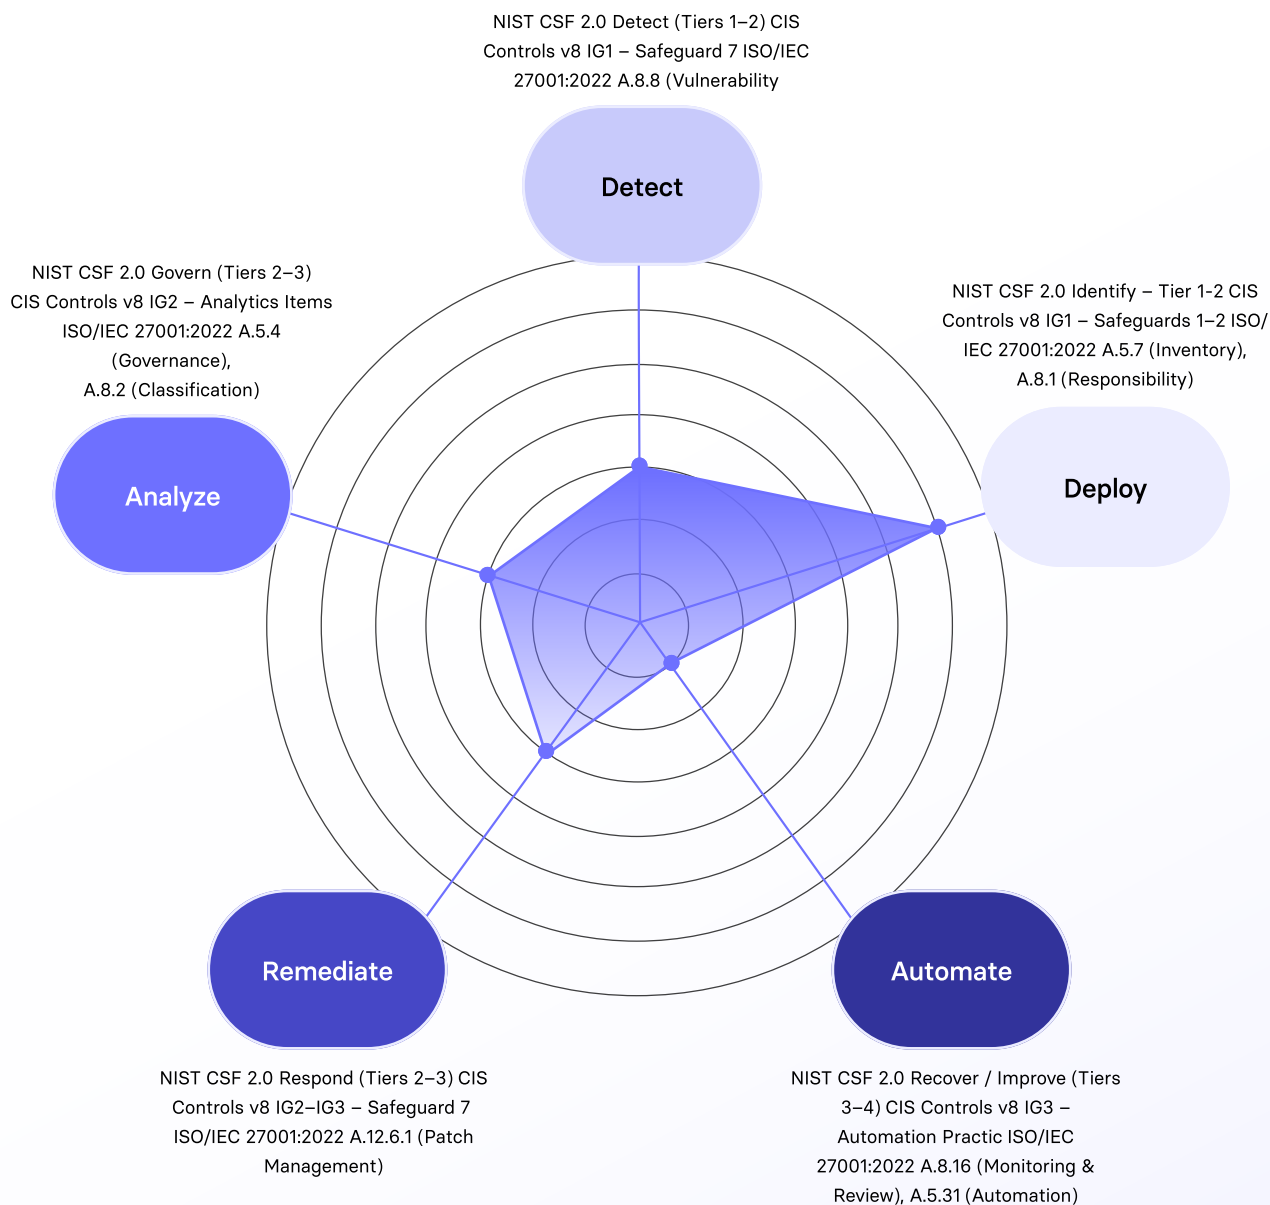 NIST CSF 2.0 Detect (Tiers 1–2) CIS
Controls v8 IG1 – Safeguard 7 ISO/IEC
27001:2022 A.8.8 (Vulnerability
Detect
NIST CSF 2.0 Govern (Tiers 2–3)
CIS Controls v8 IG2 – Analytics Items
ISO/IEC 27001:2022 A.5.4
(Governance),
A.8.2 (Classification)
Analyze
NIST CSF 2.0 Identify – Tier 1-2 CIS
Controls v8 IG1 – Safeguards 1–2 ISO/
IEC 27001:2022 A.5.7 (Inventory),
A.8.1 (Responsibility)
Deploy
Remediate
NIST CSF 2.0 Respond (Tiers 2–3) CIS
Controls v8 IG2–IG3 – Safeguard 7
ISO/IEC 27001:2022 A.12.6.1 (Patch
Management)
Automate
NIST CSF 2.0 Recover / Improve (Tiers
3–4) CIS Controls v8 IG3 –
Automation Practic ISO/IEC
27001:2022 A.8.16 (Monitoring &
Review), A.5.31 (Automation)